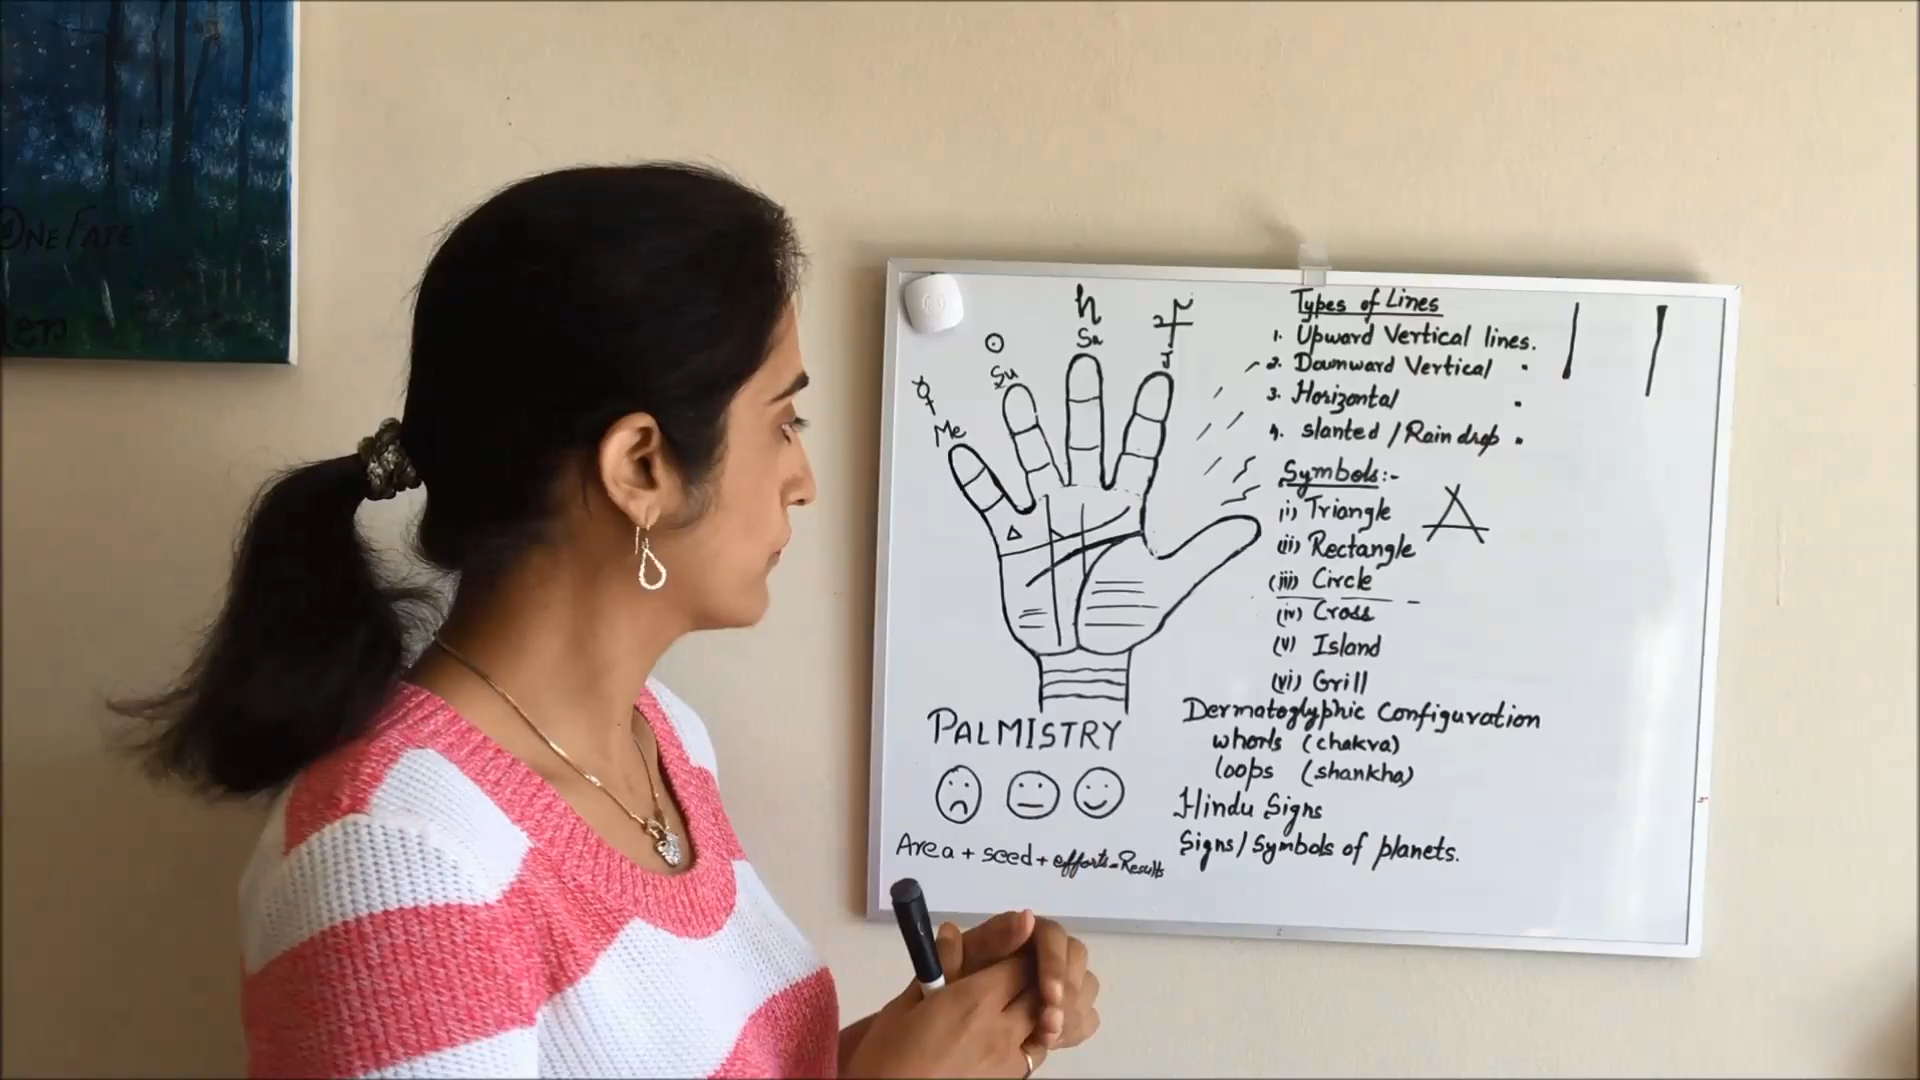 ONE FATE
h
Sa
J
Su
Me
Types of Lines
1. Upward Vertical lines.
2. Downward Vertical "
3. Horizontal "
4. slanted / Rain drop "
Symbols:-
(i) Triangle
(ii) Rectangle
(iii) Circle
(iv) Cross
(v) Island
(vi) Grill
PALMISTRY
Dermatoglyphic Configuration
whorls (chakra)
loops (shankha)
Hindu Signs
Area + seed + efforts = Results
Signs/Symbols of planets.